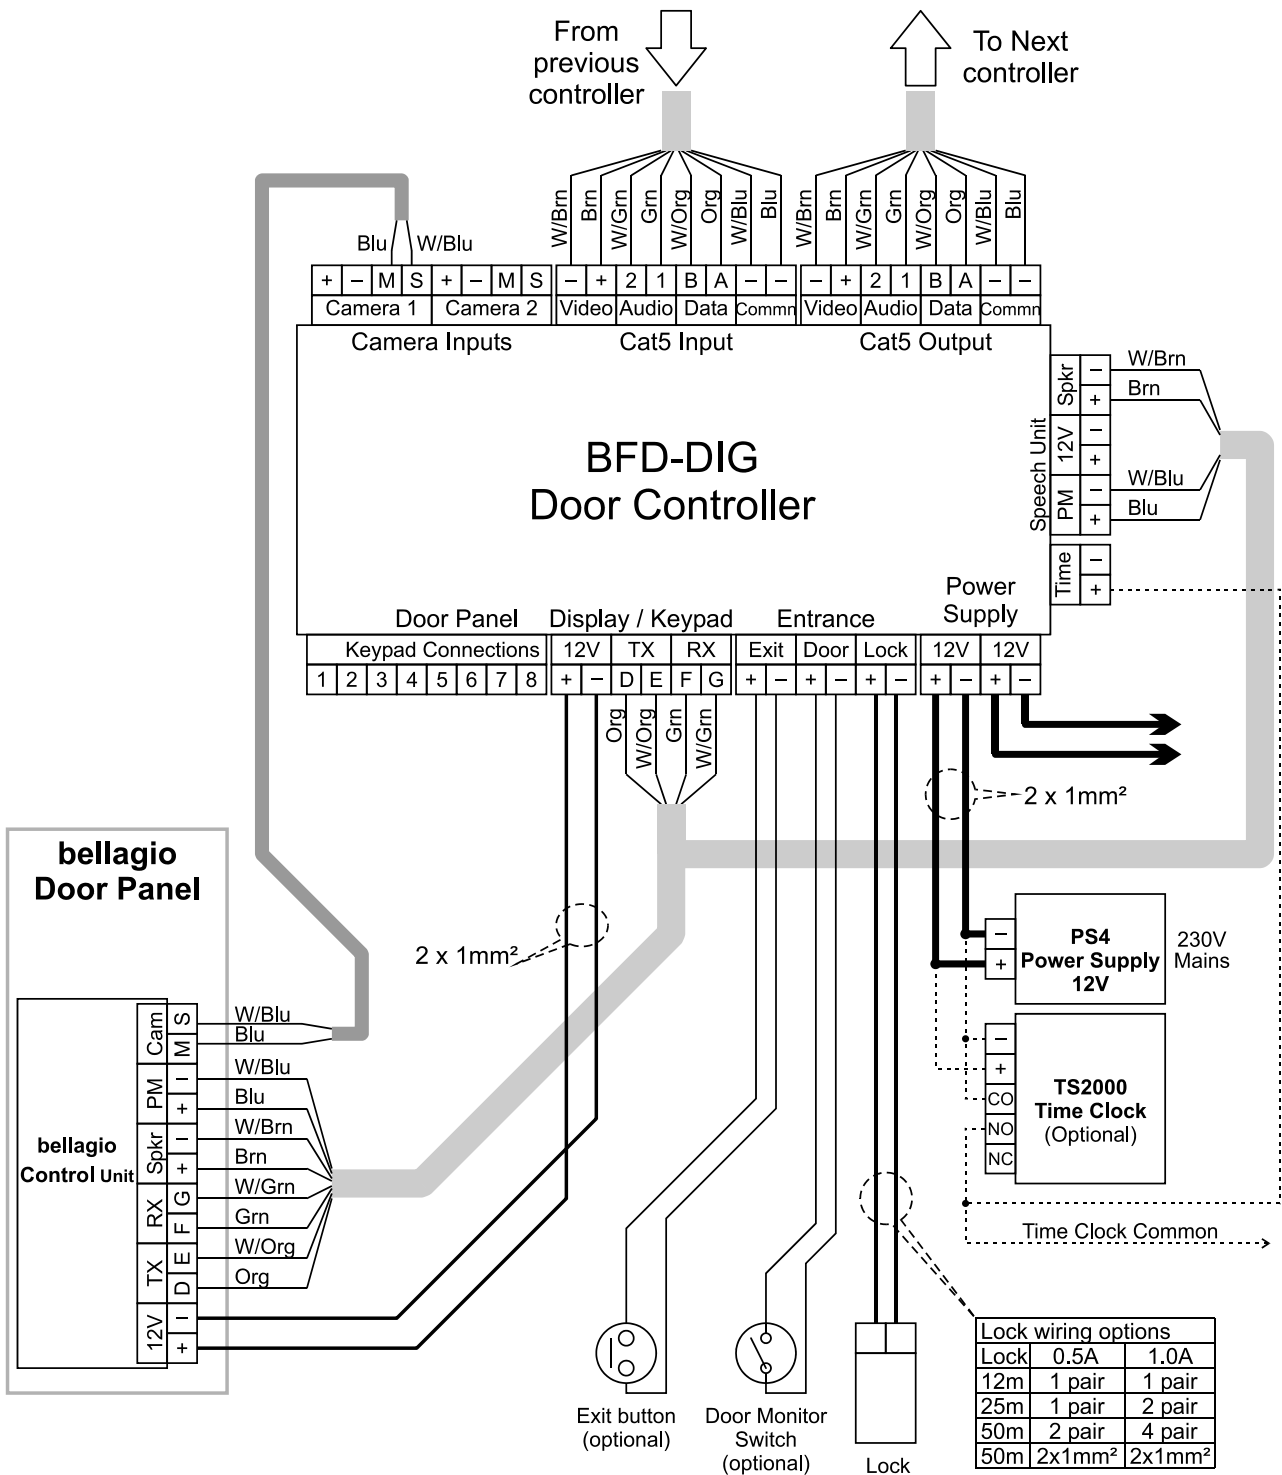 From
previous
controller
To Next
controller
W/Brn Brn W/Grn Grn W/Org Org W/Blu Blu
W/Brn Brn W/Grn Grn W/Org Org W/Blu Blu
Blu W/Blu
+ – M S + – M S
Camera 1 Camera 2
Camera Inputs
– + 2 1 B A – –
Video Audio Data Commn
Cat5 Input
– + 2 1 B A – –
Video Audio Data Commn
Cat5 Output
BFD-DIG
Door Controller
Speech Unit
Spkr – +
12V – +
PM – +
W/Brn
Brn
W/Blu
Blu
Time – +
Door Panel
Keypad Connections
1 2 3 4 5 6 7 8
Display / Keypad
12V TX RX
+ – D E F G
Entrance
Exit Door Lock
+ – + – + –
Power
Supply
12V 12V
+ – + –
Org W/Org Grn W/Grn
2 x 1mm²
2 x 1mm²
bellagio
Door Panel
bellagio
Control Unit
Cam S M
PM – +
Spkr – +
RX G F
TX E D
12V – +
W/Blu
Blu
W/Blu
Blu
W/Brn
Brn
W/Grn
Grn
W/Org
Org
–
+
PS4
Power Supply
12V
230V
Mains
–
+
CO
NO
NC
TS2000
Time Clock
(Optional)
Time Clock Common
Exit button
(optional)
Door Monitor
Switch
(optional)
Lock
Lock wiring options
Lock 0.5A 1.0A
12m 1 pair 1 pair
25m 1 pair 2 pair
50m 2 pair 4 pair
50m 2x1mm² 2x1mm²